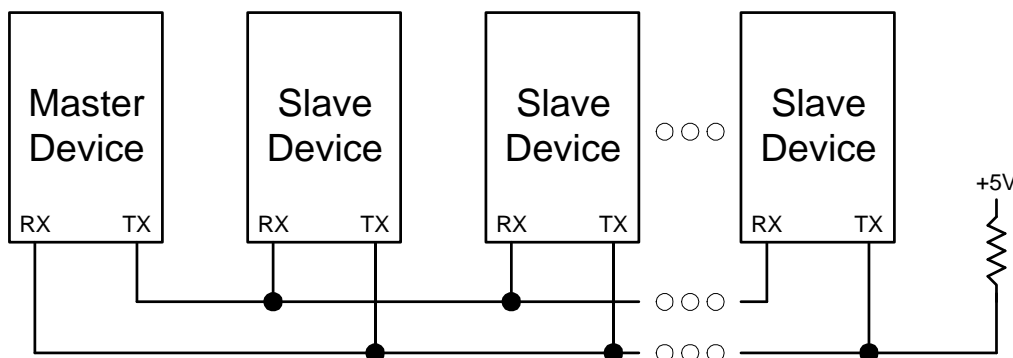 Master
Device
Slave
Device
Slave
Device
Slave
Device
+5V
RX TX
RX TX
RX TX
RX TX